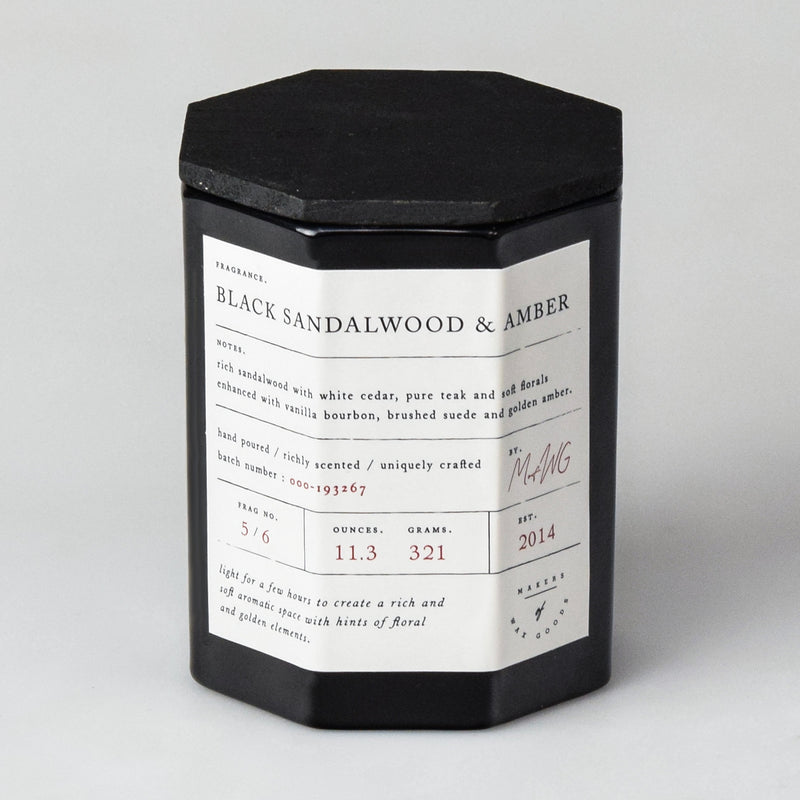 FRAGRANCE.
BLACK SANDALWOOD & AMBER
NOTES.
rich sandalwood with white cedar, pure teak and soft florals
enhanced with vanilla bourbon, brushed suede and golden amber.
hand poured / richly scented / uniquely crafted
batch number : 000-193267
BY.
MofWG
FRAG NO.
5/6
OUNCES.
11.3
GRAMS.
321
EST.
2014
light for a few hours to create a rich and
soft aromatic space with hints of floral
and golden elements.
MAKERS
of
WAX GOODS